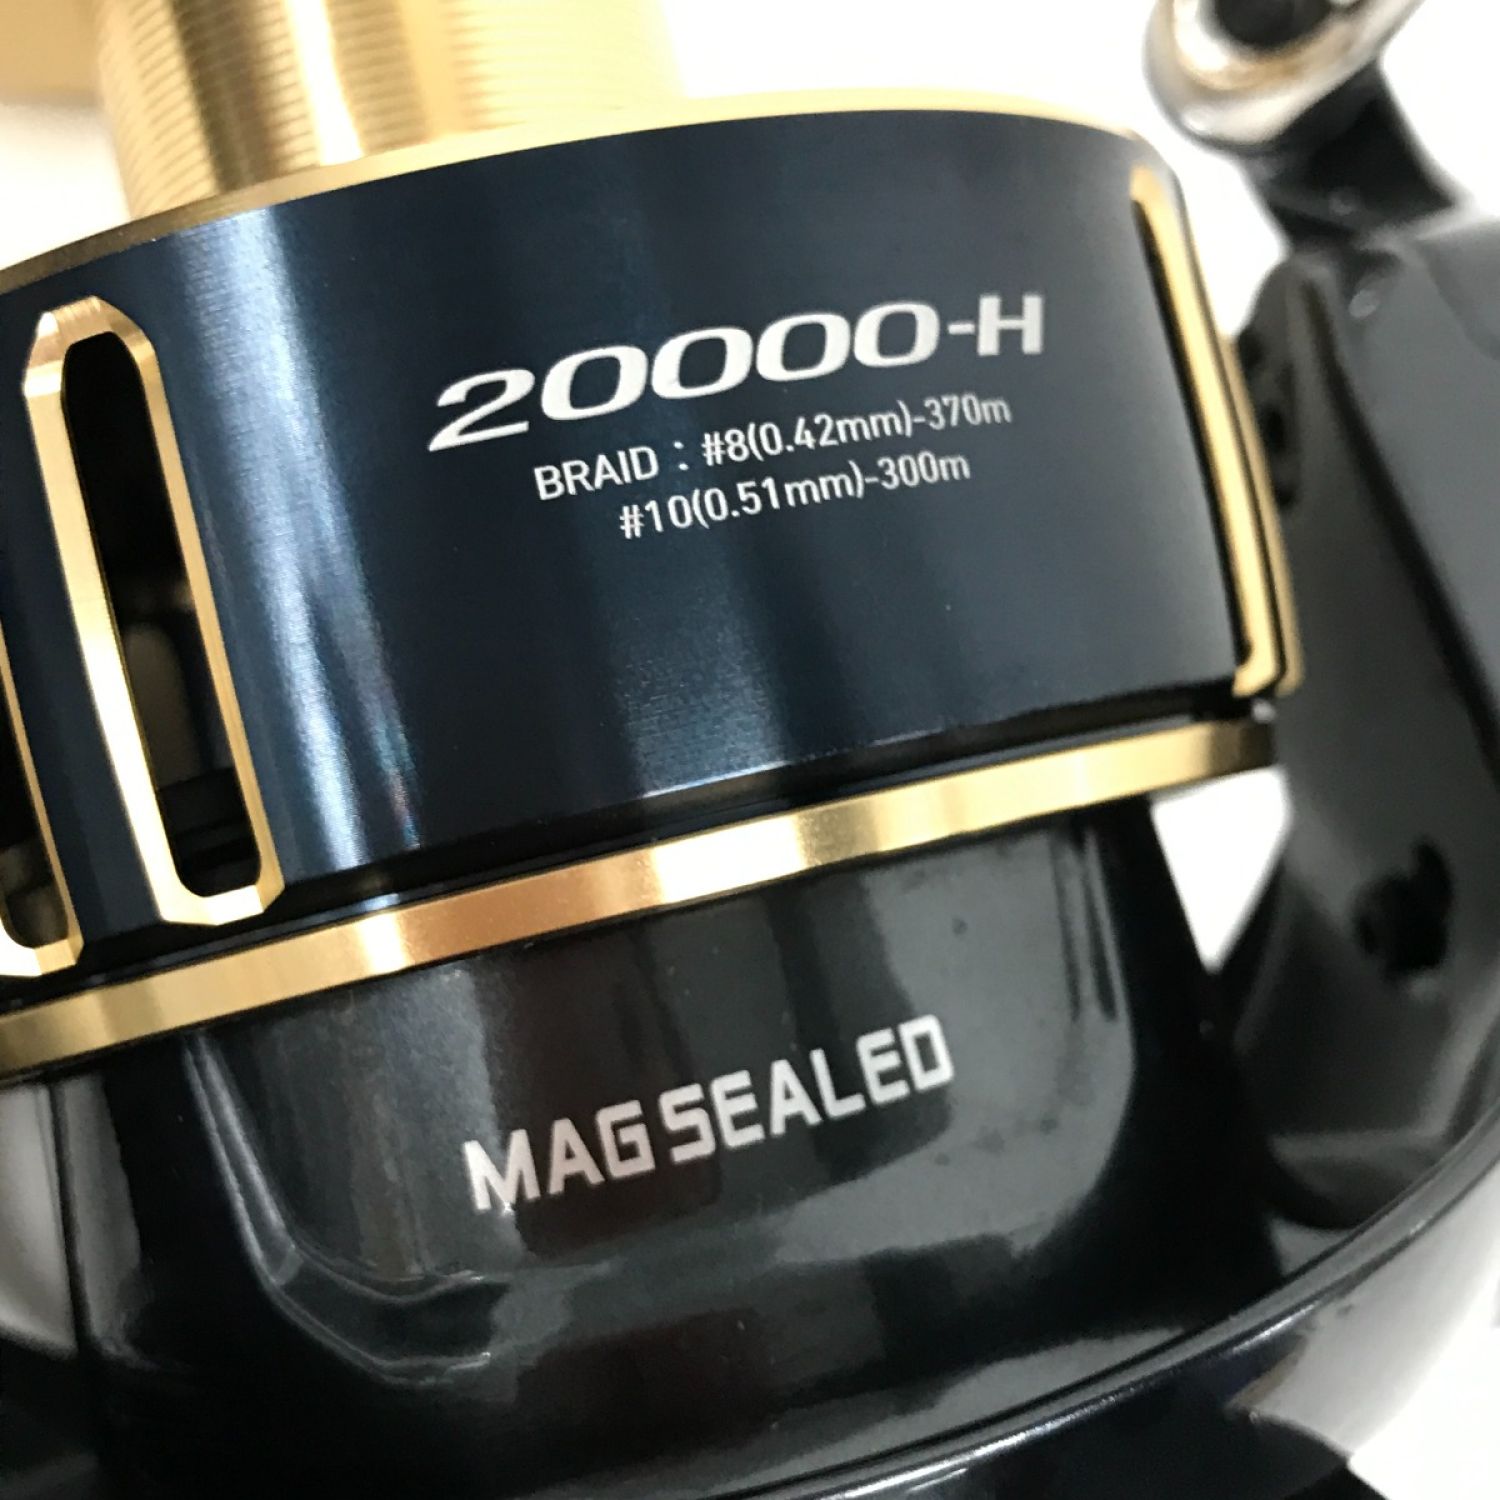 20000-H
BRAID : #8(0.42mm)-370m
#10(0.51mm)-300m
MAGSEALED